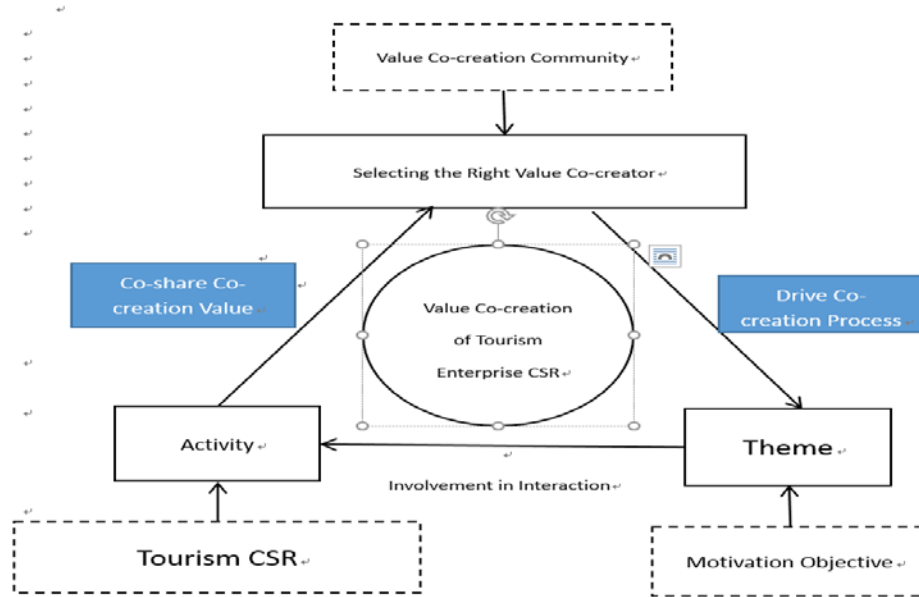 Value Co-creation Community
Selecting the Right Value Co-creator
Co-share Co-
creation Value
Drive Co-
creation Process
Value Co-creation
of Tourism
Enterprise CSR
Activity
Theme
Involvement in Interaction
Tourism CSR
Motivation Objective